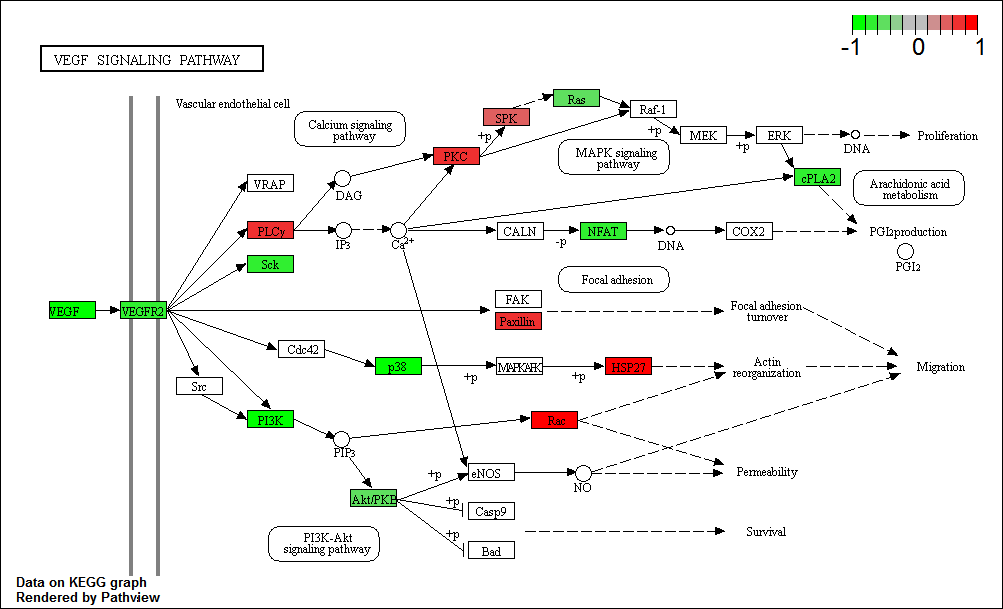 VEGF SIGNALING PATHWAY
-1 0 1
Vascular endothelial cell
Calcium signaling
pathway
SPK
Ras
Raf-1
+p
+p
MEK
+p
ERK
DNA
Proliferation
PKC
MAPK signaling
pathway
VRAP
DAG
cPLA2
Arachidonic acid
metabolism
PLCγ
IP3
Ca2+
CALN
-p
NFAT
DNA
COX2
PGI2production
PGI2
Sck
Focal adhesion
VEGF
VEGFR2
FAK
Paxillin
Focal adhesion
turnover
Cdc42
p38
+p
MAPKAPK
+p
HSP27
Actin
reorganization
Migration
Src
PI3K
Rac
PIP3
Permeability
+p
eNOS
NO
Akt/PKB
+p
Casp9
+p
Bad
Survival
PI3K-Akt
signaling pathway
Data on KEGG graph
Rendered by Pathview